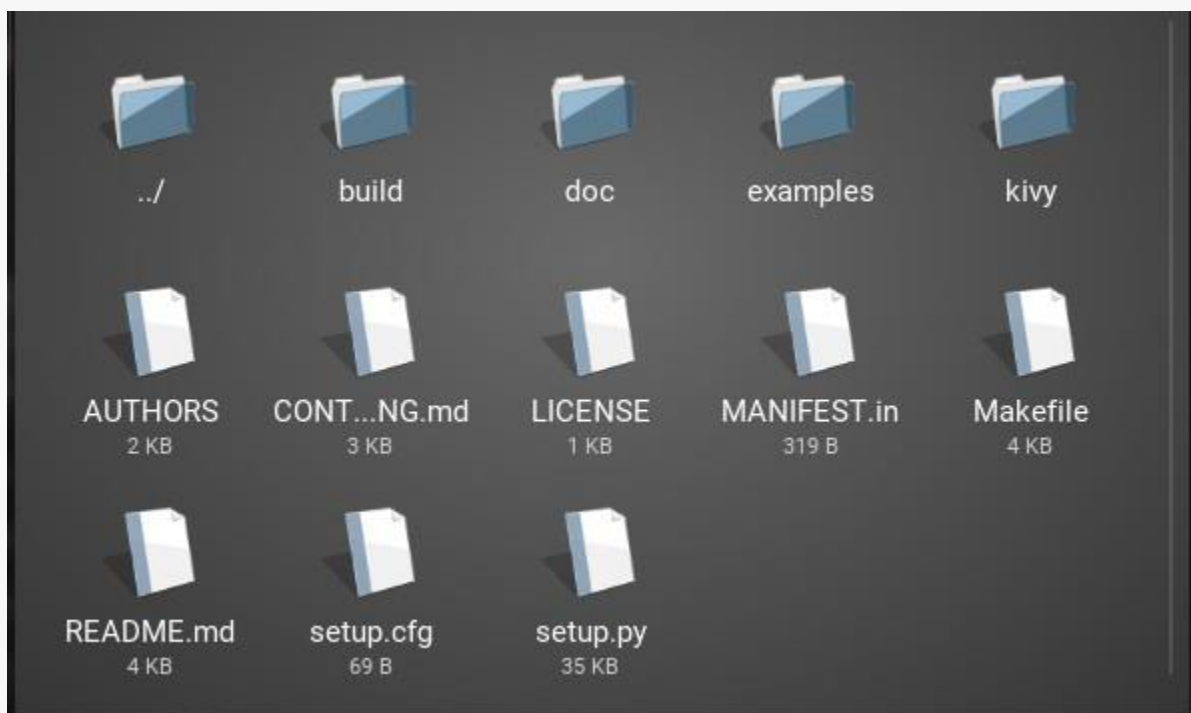 ../ build doc examples kivy
AUTHORS CONT...NG.md LICENSE MANIFEST.in Makefile
2 KB 3 KB 1 KB 319 B 4 KB
README.md setup.cfg setup.py
4 KB 69 B 35 KB